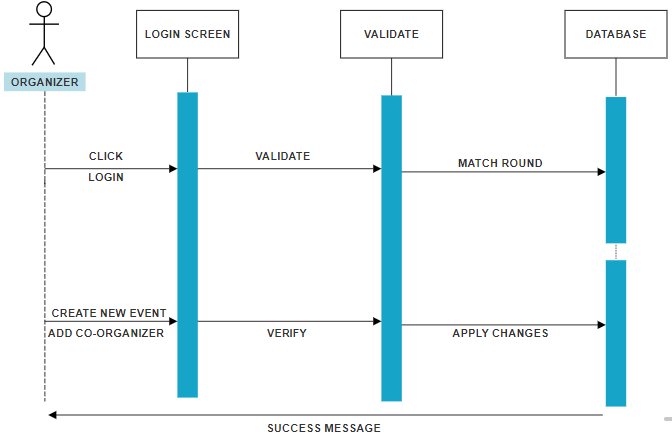 LOGIN SCREEN
VALIDATE
DATABASE
ORGANIZER
CLICK
LOGIN
VALIDATE
MATCH ROUND
CREATE NEW EVENT
ADD CO-ORGANIZER
VERIFY
APPLY CHANGES
SUCCESS MESSAGE